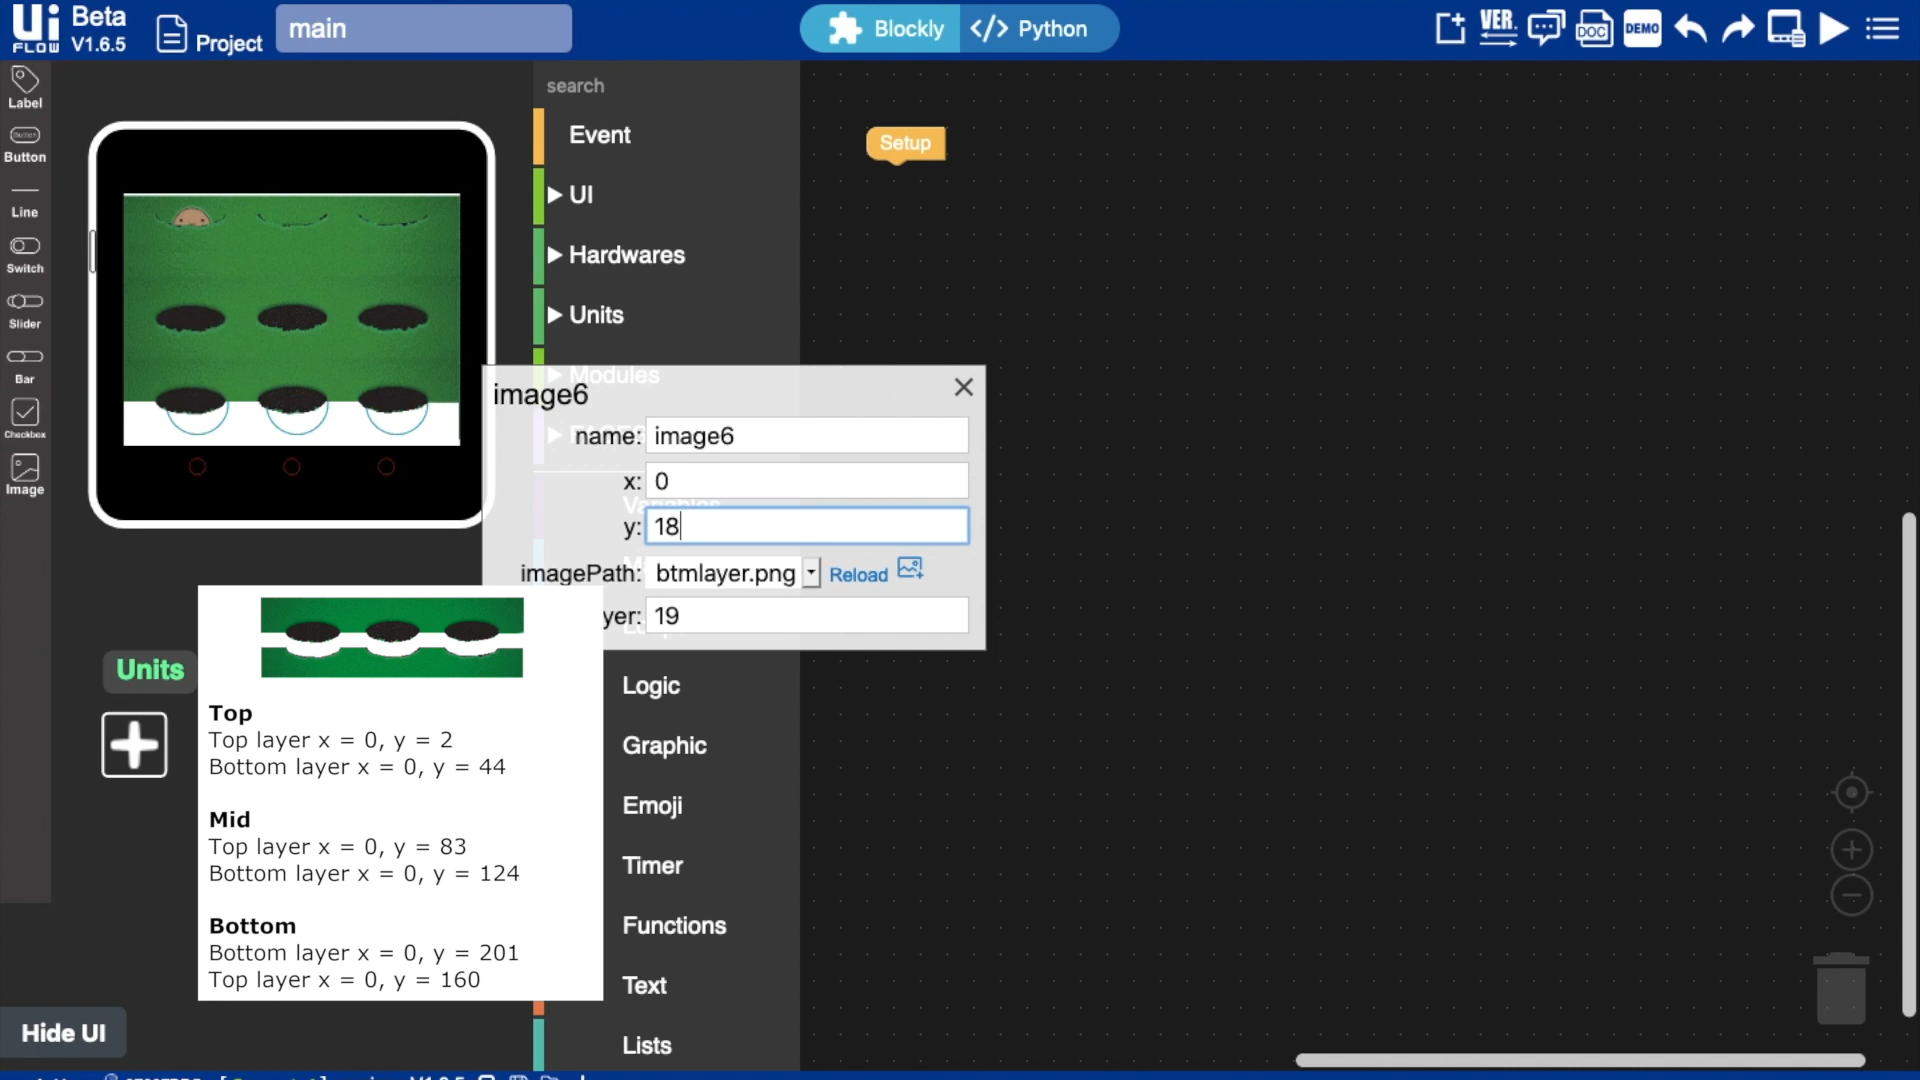 Ui
FLOW
Beta
V1.6.5
Project
main
Blockly
</> Python
VER.
DOC
DEMO
Label
Button
Line
Switch
Slider
Bar
Checkbox
Image
search
Event
UI
Hardwares
Units
Modules
Variables
Logic
Graphic
Emoji
Timer
Functions
Text
Lists
Setup
image6
name: image6
x: 0
y: 18
imagePath: btmlayer.png Reload
yer: 19
Units
Top
Top layer x = 0, y = 2
Bottom layer x = 0, y = 44
Mid
Top layer x = 0, y = 83
Bottom layer x = 0, y = 124
Bottom
Bottom layer x = 0, y = 201
Top layer x = 0, y = 160
Hide UI